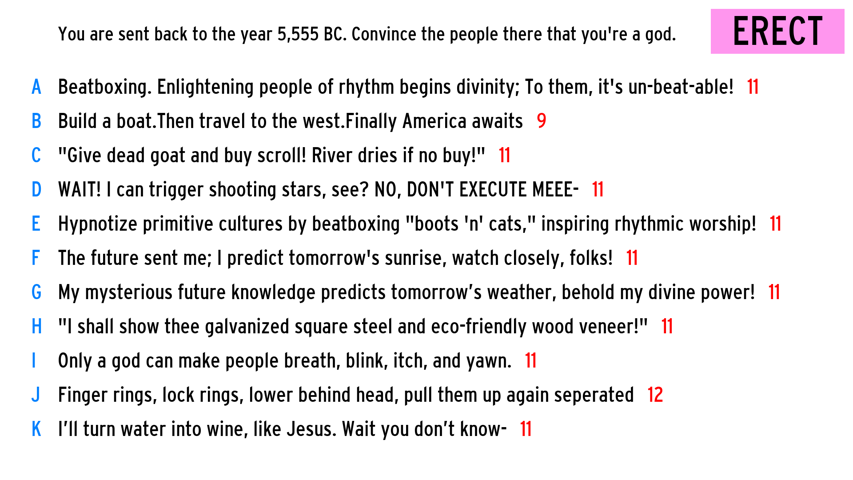 You are sent back to the year 5,555 BC. Convince the people there that you're a god.
ERECT
A Beatboxing. Enlightening people of rhythm begins divinity; To them, it's un-beat-able! 11
B Build a boat.Then travel to the west.Finally America awaits 9
C "Give dead goat and buy scroll! River dries if no buy!" 11
D WAIT! I can trigger shooting stars, see? NO, DON'T EXECUTE MEEE- 11
E Hypnotize primitive cultures by beatboxing "boots 'n' cats," inspiring rhythmic worship! 11
F The future sent me; I predict tomorrow's sunrise, watch closely, folks! 11
G My mysterious future knowledge predicts tomorrow’s weather, behold my divine power! 11
H "I shall show thee galvanized square steel and eco-friendly wood veneer!" 11
I Only a god can make people breath, blink, itch, and yawn. 11
J Finger rings, lock rings, lower behind head, pull them up again seperated 12
K I’ll turn water into wine, like Jesus. Wait you don’t know- 11